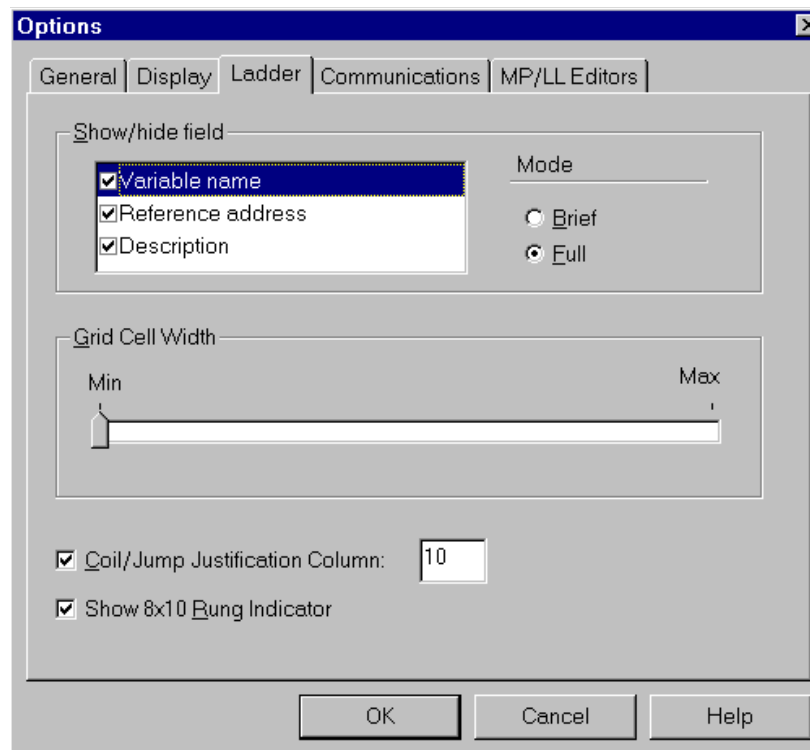 Options
General Display Ladder Communications MP/LL Editors
Show/hide field
Variable name
Reference address
Description
Mode
Brief
Full
Grid Cell Width
Min Max
Coil/Jump Justification Column: 10
Show 8x10 Rung Indicator
OK Cancel Help